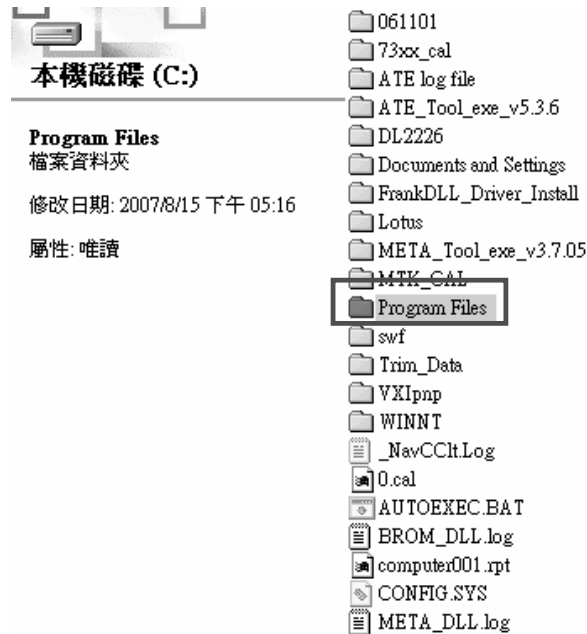 本機磁碟 (C:)
Program Files
檔案資料夾
修改日期: 2007/8/15 下午 05:16
屬性: 唯讀
061101
73xx_cal
ATE log file
ATE_Tool_exe_v5.3.6
DL2226
Documents and Settings
FrankDLL_Driver_Install
Lotus
META_Tool_exe_v3.7.05
MTK_CAL
Program Files
swf
Trim_Data
VXIpnp
WINNT
_NavCClt.Log
0.cal
AUTOEXEC.BAT
BROM_DLL.log
computer001.rpt
CONFIG.SYS
META_DLL.log